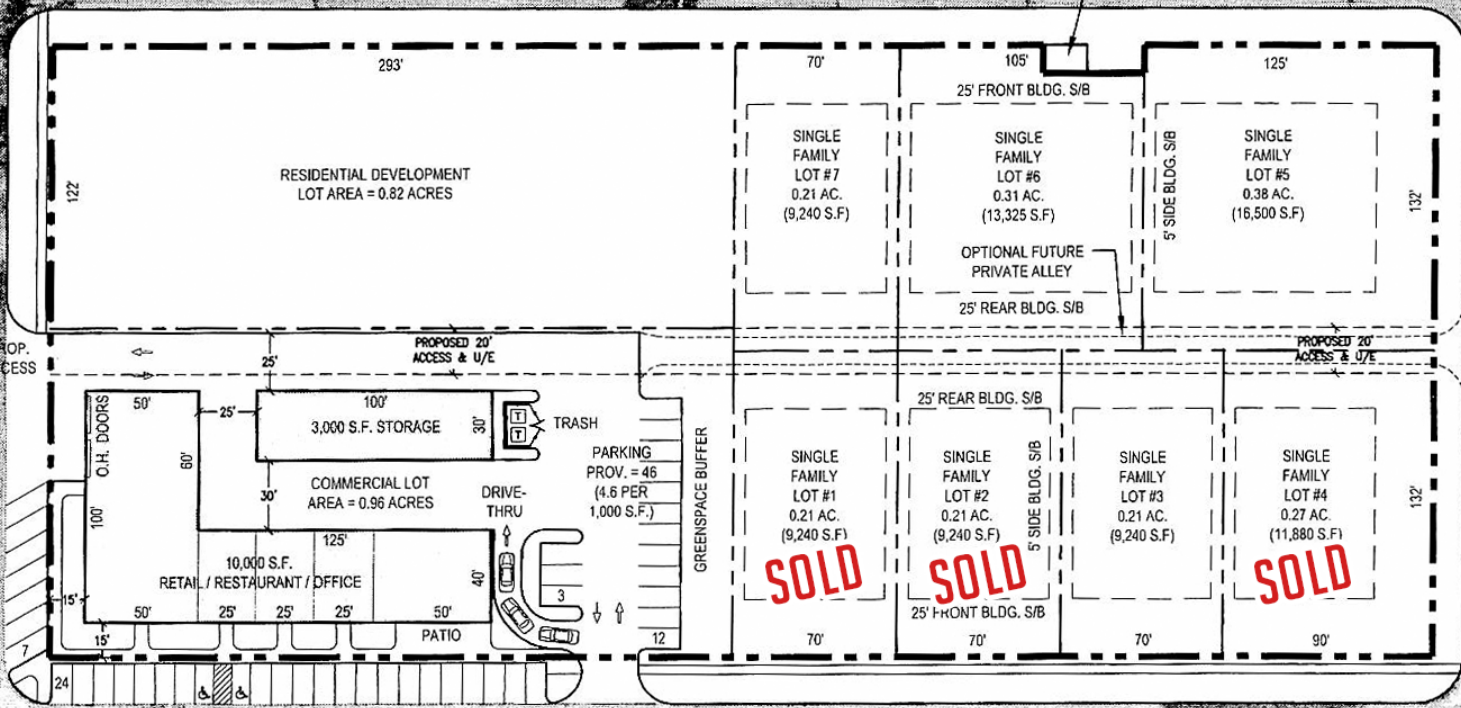 293'
70'
105'
125'
25' FRONT BLDG. S/B
122'
RESIDENTIAL DEVELOPMENT
LOT AREA = 0.82 ACRES
SINGLE
FAMILY
LOT #7
0.21 AC.
(9,240 S.F)
SINGLE
FAMILY
LOT #6
0.31 AC.
(13,325 S.F)
5' SIDE BLDG. S/B
SINGLE
FAMILY
LOT #5
0.38 AC.
(16,500 S.F)
132'
OPTIONAL FUTURE
PRIVATE ALLEY
25' REAR BLDG. S/B
OP.
CESS
25'
PROPOSED 20'
ACCESS & U/E
PROPOSED 20'
ACCESS & U/E
O.H. DOORS
50'
25'
100'
3,000 S.F. STORAGE
30'
T
T
TRASH
60'
100'
30'
COMMERCIAL LOT
AREA = 0.96 ACRES
DRIVE-
THRU
PARKING
PROV. = 46
(4.6 PER
1,000 S.F.)
GREENSPACE BUFFER
125'
10,000 S.F.
RETAIL / RESTAURANT / OFFICE
40'
15'
50'
25'
25'
25'
50'
15'
PATIO
3
12
7
24
25' REAR BLDG. S/B
SINGLE
FAMILY
LOT #1
0.21 AC.
(9,240 S.F)
SOLD
SINGLE
FAMILY
LOT #2
0.21 AC.
(9,240 S.F)
SOLD
5' SIDE BLDG. S/B
SINGLE
FAMILY
LOT #3
0.21 AC.
(9,240 S.F)
SINGLE
FAMILY
LOT #4
0.27 AC.
(11,880 S.F)
SOLD
132'
25' FRONT BLDG. S/B
70'
70'
70'
90'